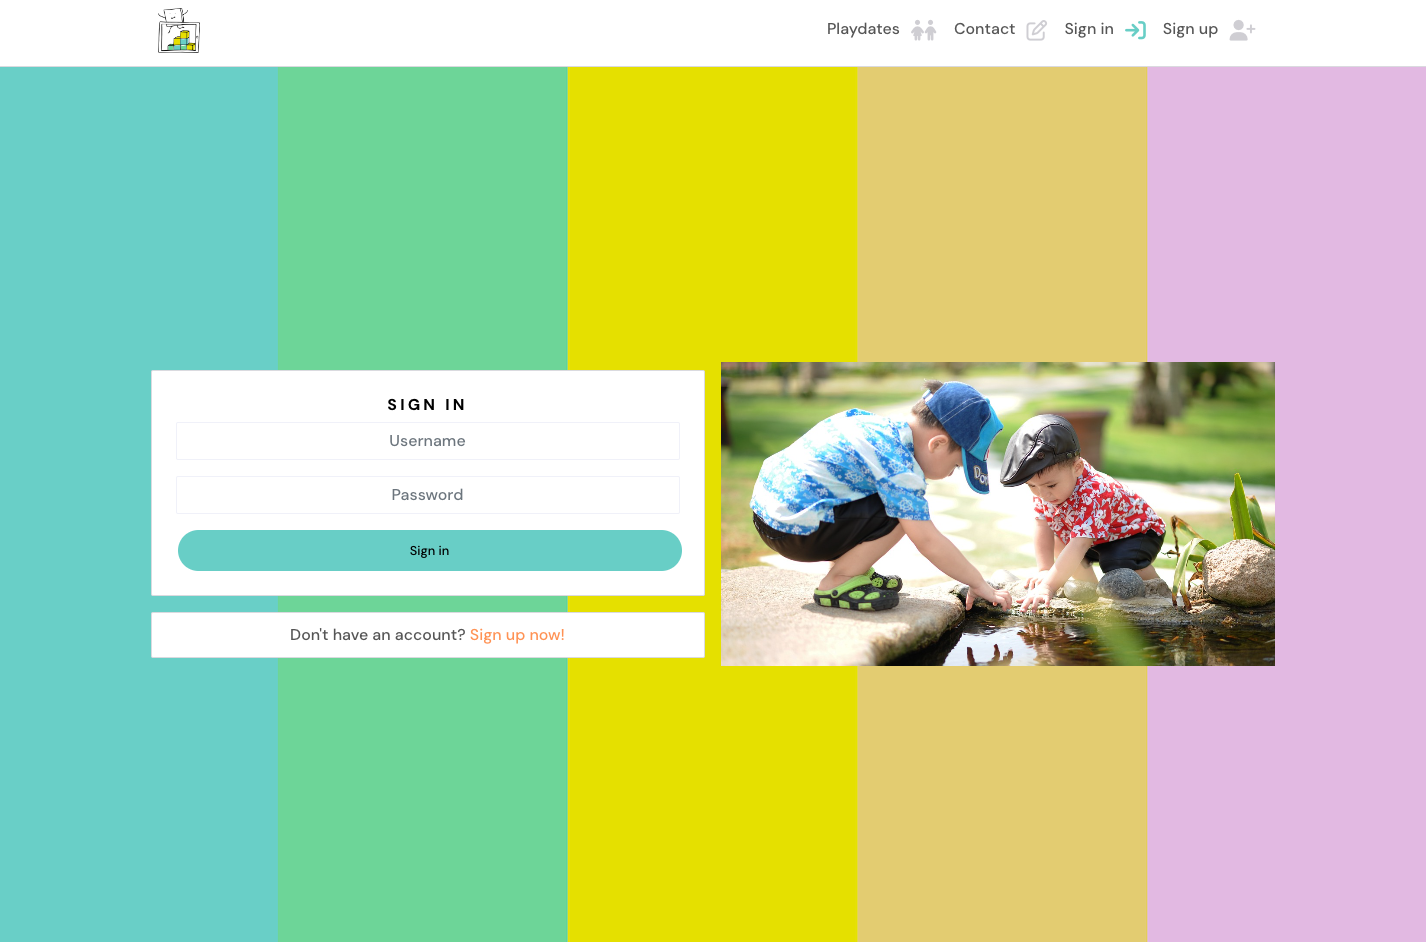 Playdates Contact Sign in Sign up
SIGN IN
Username
Password
Sign in
Don't have an account? Sign up now!